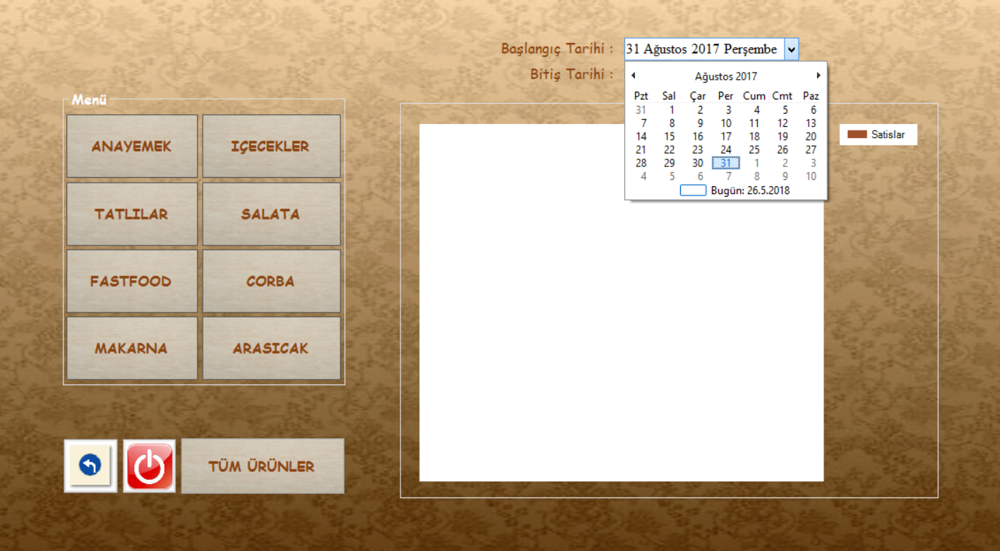 Başlangıç Tarihi :
31 Ağustos 2017 Perşembe
Bitiş Tarihi :
Ağustos 2017
Pzt Sal Çar Per Cum Cmt Paz
31 1 2 3 4 5 6
7 8 9 10 11 12 13
14 15 16 17 18 19 20
21 22 23 24 25 26 27
28 29 30 31 1 2 3
4 5 6 7 8 9 10
Bugün: 26.5.2018
Satislar
Menü
ANAYEMEK
IÇECEKLER
TATLILAR
SALATA
FASTFOOD
CORBA
MAKARNA
ARASICAK
TÜM ÜRÜNLER